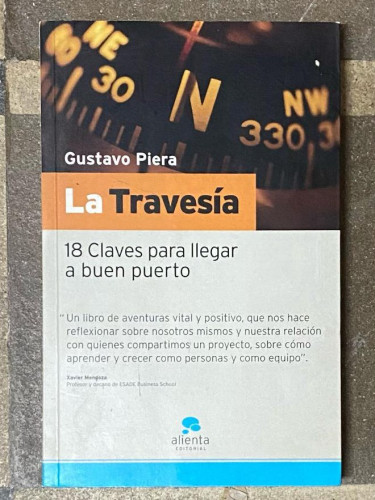 NE
60
30
N
NW
330
Gustavo Piera
La Travesía
18 Claves para llegar
a buen puerto
“Un libro de aventuras vital y positivo, que nos hace
reflexionar sobre nosotros mismos y nuestra relación
con quienes compartimos un proyecto, sobre cómo
aprender y crecer como personas y como equipo”.
Xavier Mendoza
Profesor y decano de ESADE Business School
alienta
EDITORIAL